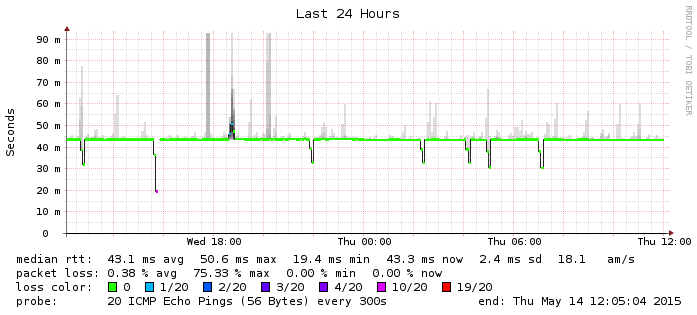 Last 24 Hours
RRDTOOL / TOBI OETIKER
Seconds
90 m
80 m
70 m
60 m
50 m
40 m
30 m
20 m
10 m
0
Wed 18:00 Thu 00:00 Thu 06:00 Thu 12:00
median rtt: 43.1 ms avg 50.6 ms max 19.4 ms min 43.3 ms now 2.4 ms sd 18.1 am/s
packet loss: 0.38 % avg 75.33 % max 0.00 % min 0.00 % now
loss color: 0 1/20 2/20 3/20 4/20 10/20 19/20
probe: 20 ICMP Echo Pings (56 Bytes) every 300s end: Thu May 14 12:05:04 2015